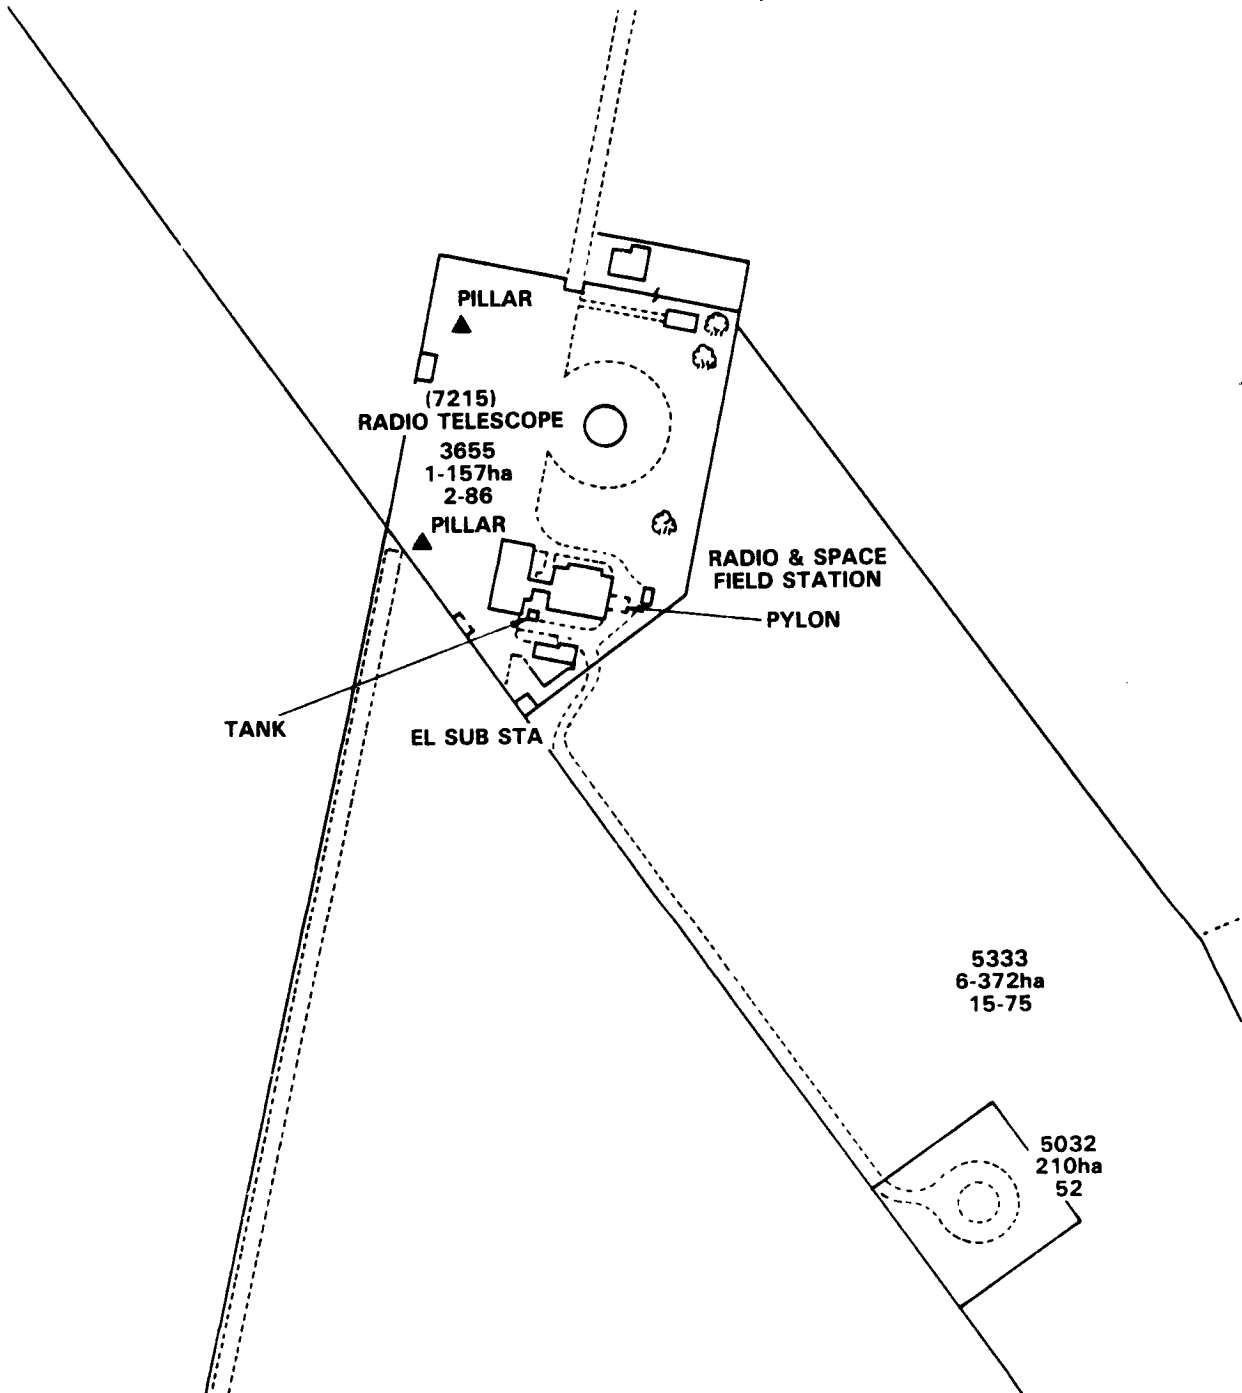 PILLAR
(7215)
RADIO TELESCOPE
3655
1-157ha
2-86
PILLAR
RADIO & SPACE
FIELD STATION
PYLON
TANK
EL SUB STA
5333
6-372ha
15-75
5032
210ha
52